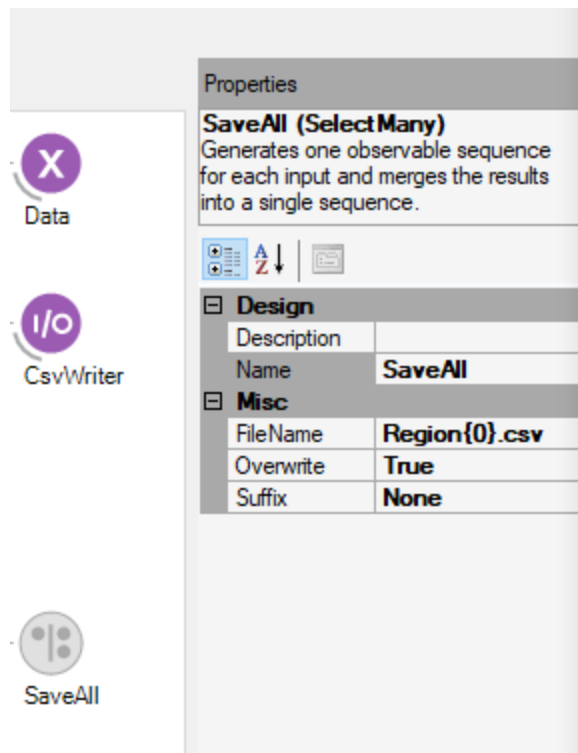 Properties
SaveAll (SelectMany)
Generates one observable sequence
for each input and merges the results
into a single sequence.
X
Data
A
Z
Design
Description
I/O
Name SaveAll
CsvWriter
Misc
FileName Region{0}.csv
Overwrite True
Suffix None
SaveAll